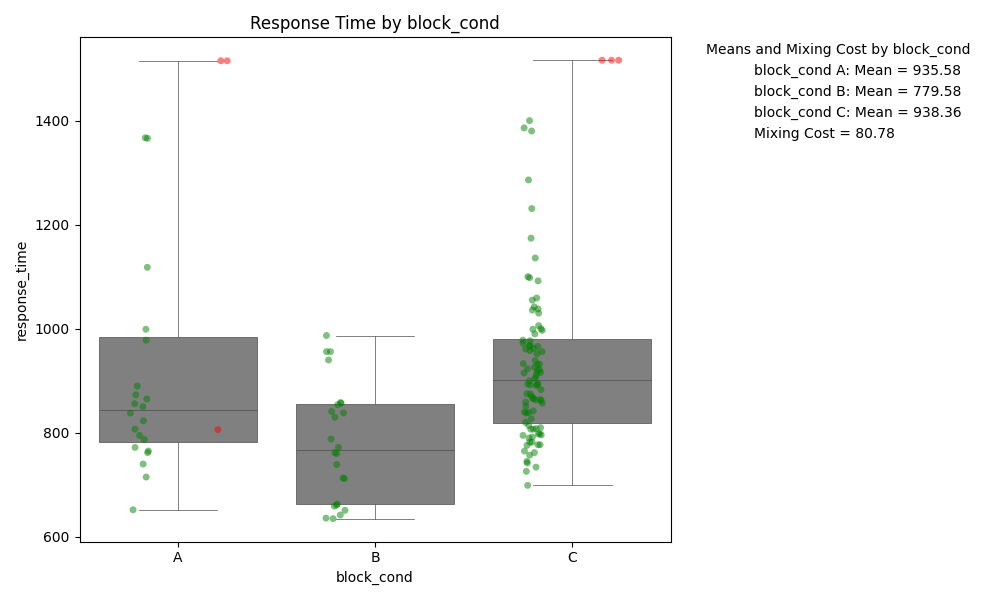 Response Time by block_cond
Means and Mixing Cost by block_cond
block_cond A: Mean = 935.58
block_cond B: Mean = 779.58
block_cond C: Mean = 938.36
Mixing Cost = 80.78
response_time
1400
1200
1000
800
600
A
B
C
block_cond